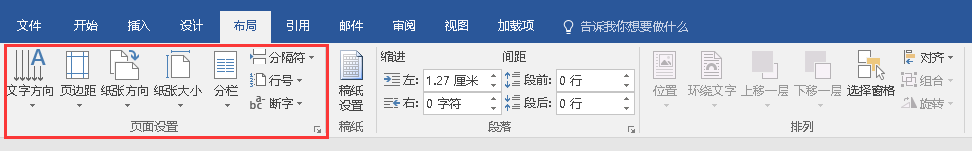 文件 开始 插入 设计 布局 引用 邮件 审阅 视图 加载项 告诉我你想要做什么
A 分隔符 缩进 间距 对齐
文字方向 页边距 纸张方向 纸张大小 分栏 行号 稿纸设置 左: 1.27 厘米 段前: 0 行 位置 环绕文字 上移一层 下移一层 选择窗格 组合
bc 断字 右: 0 字符 段后: 0 行 旋转
页面设置 稿纸 段落 排列